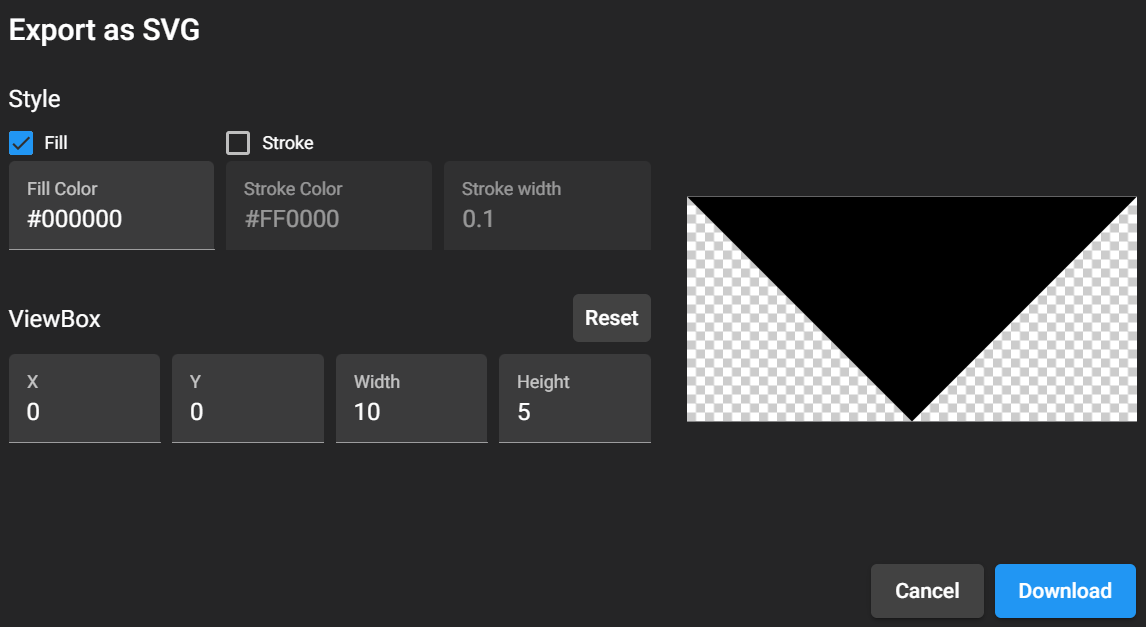 Export as SVG
Style
Fill
Stroke
Fill Color
#000000
Stroke Color
#FF0000
Stroke width
0.1
ViewBox
Reset
X
0
Y
0
Width
10
Height
5
Cancel
Download